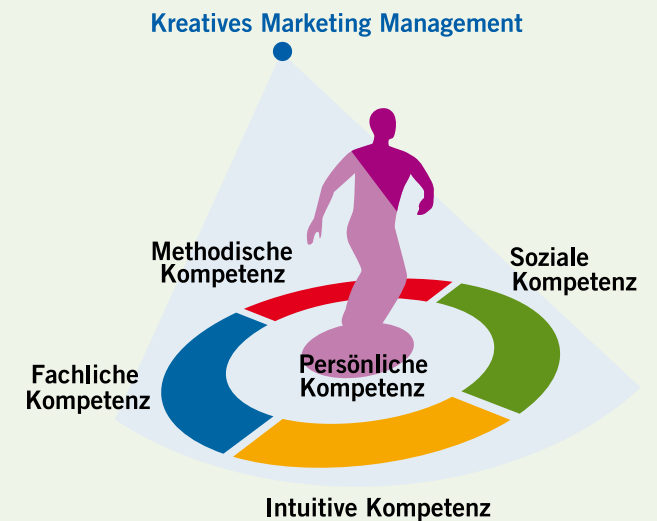 Kreatives Marketing Management
Methodische
Kompetenz
Soziale
Kompetenz
Fachliche
Kompetenz
Persönliche
Kompetenz
Intuitive Kompetenz